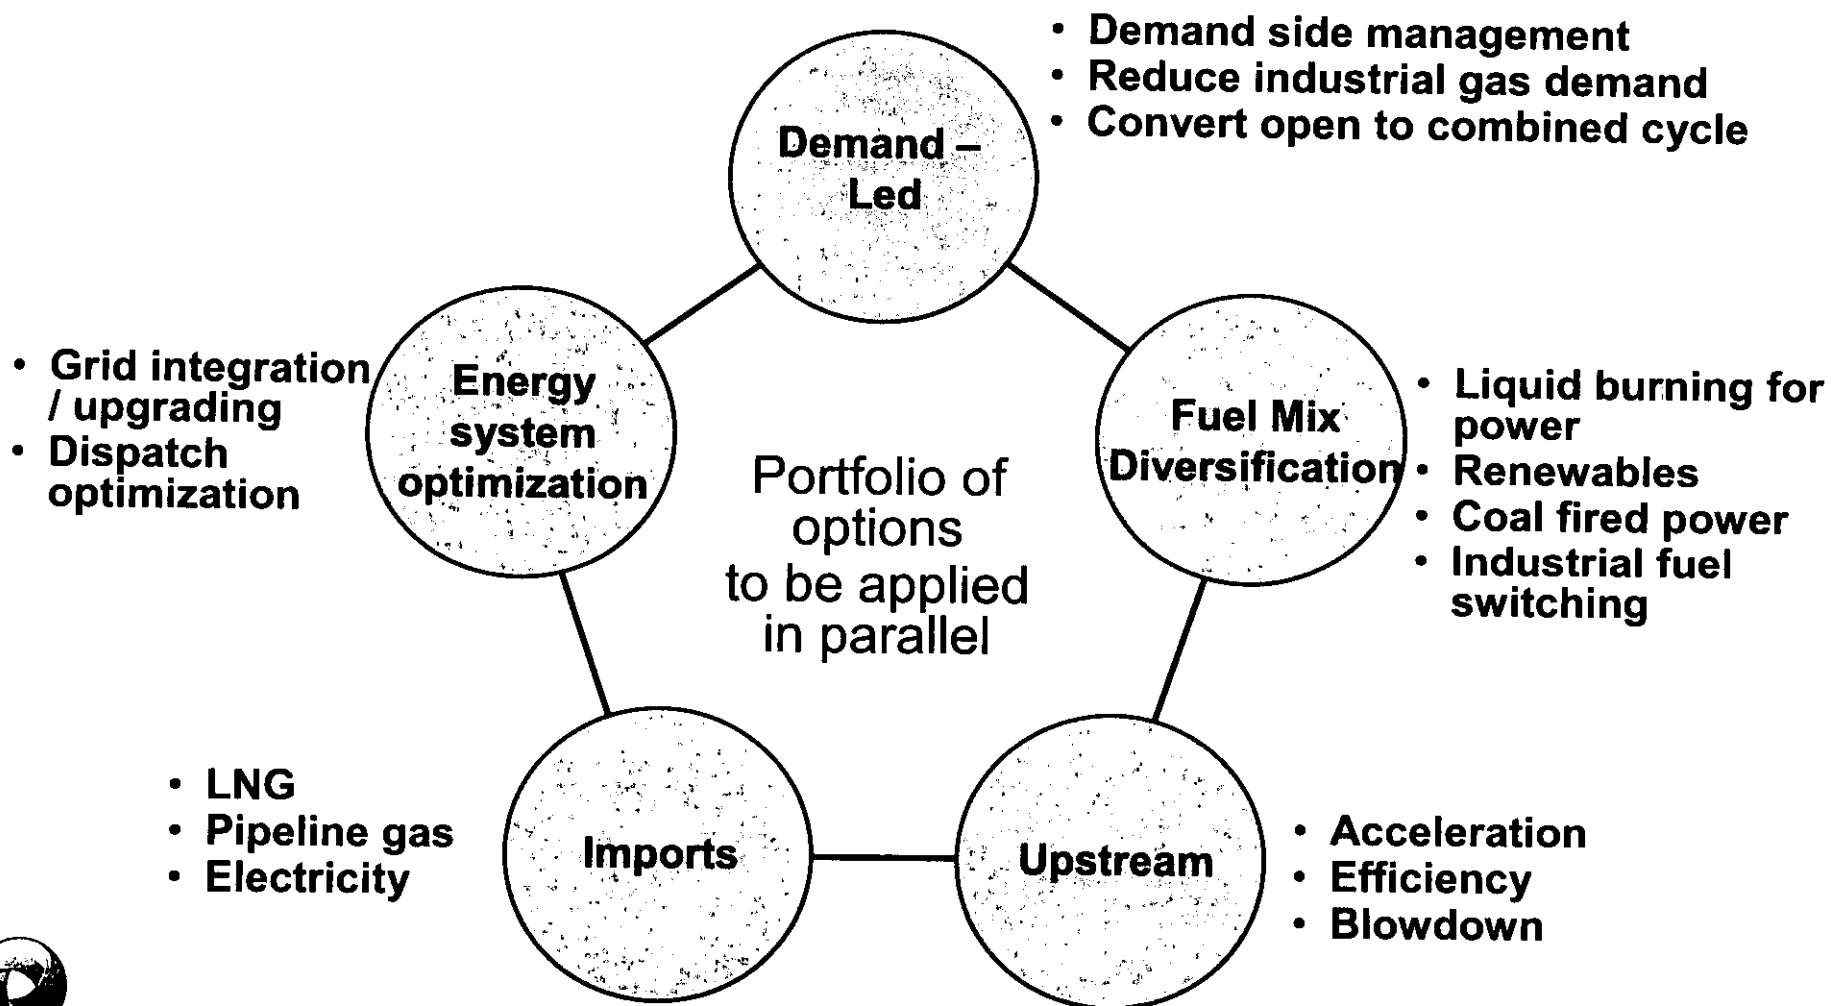 • Demand side management
• Reduce industrial gas demand
• Convert open to combined cycle
Demand –
Led
• Grid integration
/ upgrading
• Dispatch
optimization
Energy
system
optimization
Fuel Mix
Diversification
• Liquid burning for
power
• Renewables
• Coal fired power
• Industrial fuel
switching
Portfolio of
options
to be applied
in parallel
• LNG
• Pipeline gas
• Electricity
Imports
Upstream
• Acceleration
• Efficiency
• Blowdown